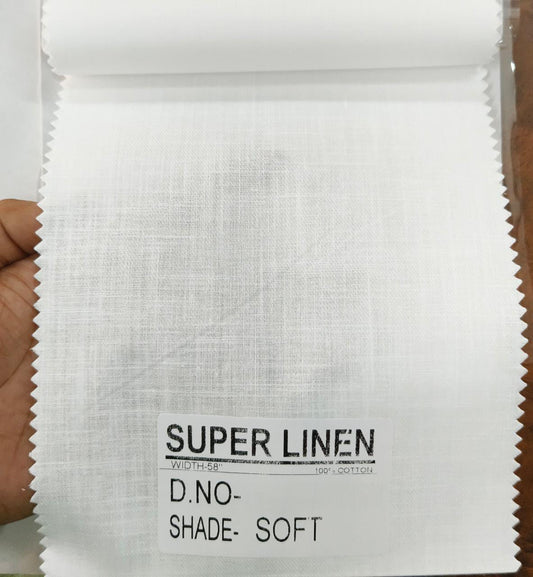 SUPER LINEN
WIDTH-58" 100% COTTON
D.NO-
SHADE- SOFT